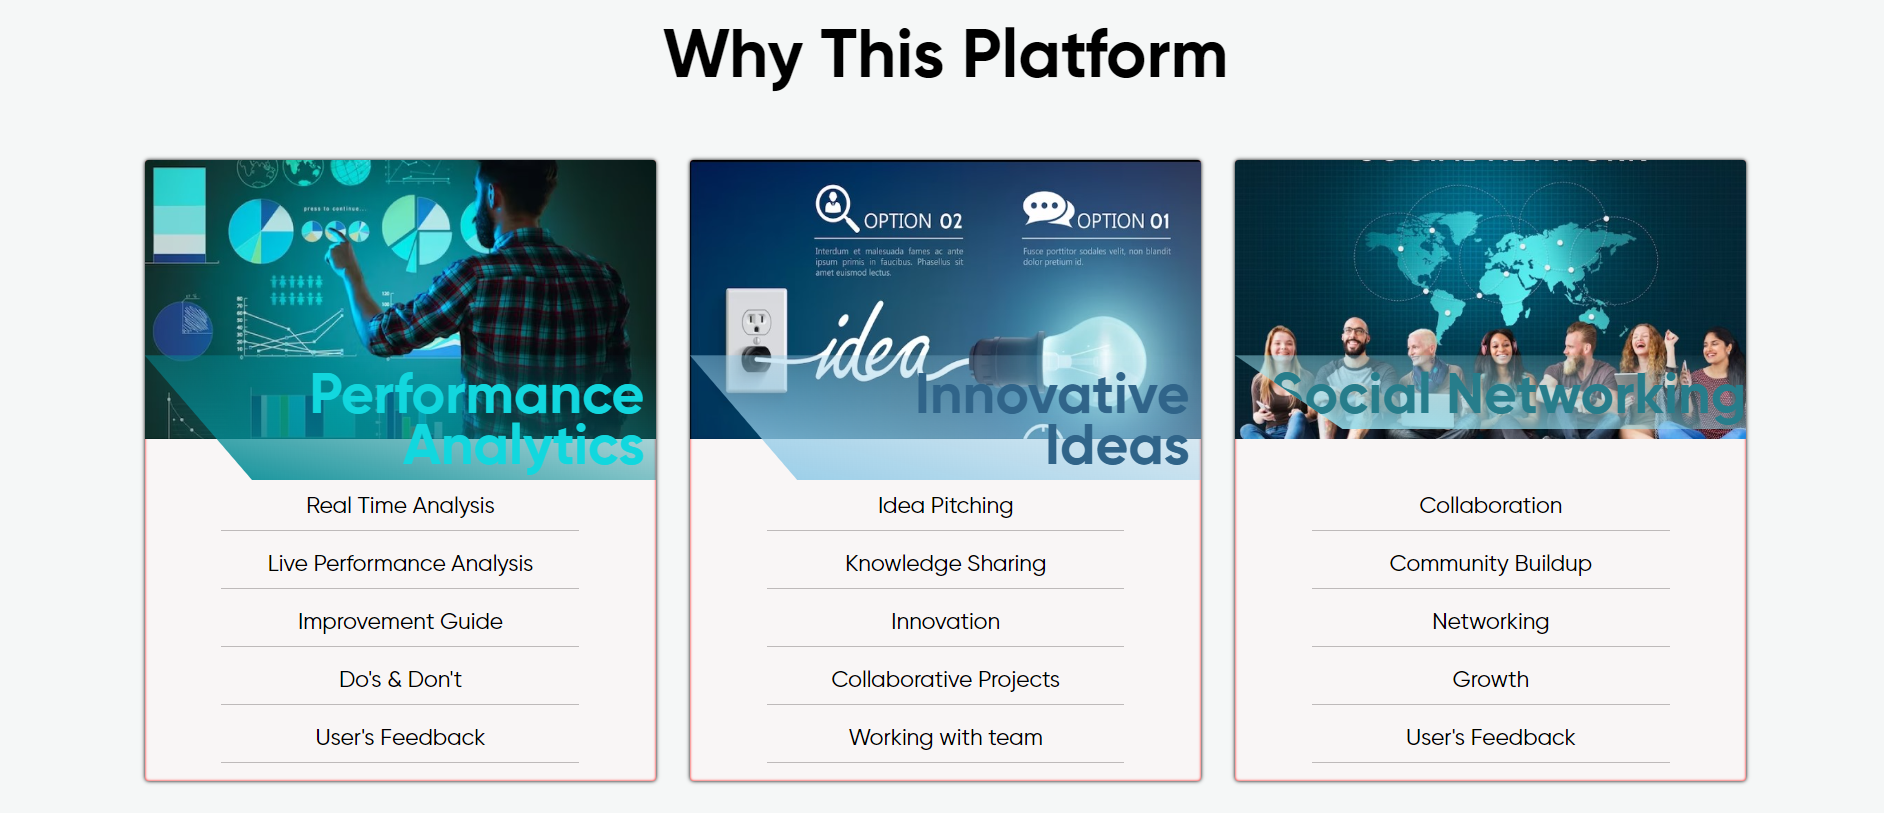 Why This Platform
press to continue...
Performance
Analytics
Real Time Analysis
Live Performance Analysis
Improvement Guide
Do's & Don't
User's Feedback
OPTION 02
Interdum et malesuada fames ac ante
ipsum primis in faucibus. Phasellus sit
amet euismod lectus.
OPTION 01
Fusce porttitor sodales velit, non blandit
dolor pretium id.
idea
Innovative
Ideas
Idea Pitching
Knowledge Sharing
Innovation
Collaborative Projects
Working with team
Social Networking
Collaboration
Community Buildup
Networking
Growth
User's Feedback